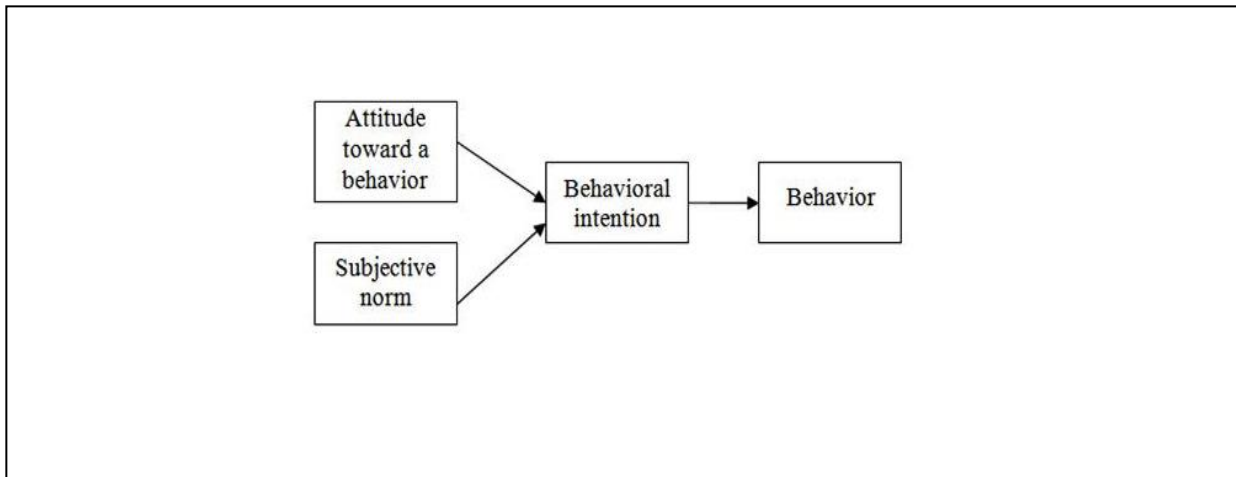 Attitude
toward a
behavior
Subjective
norm
Behavioral
intention
Behavior